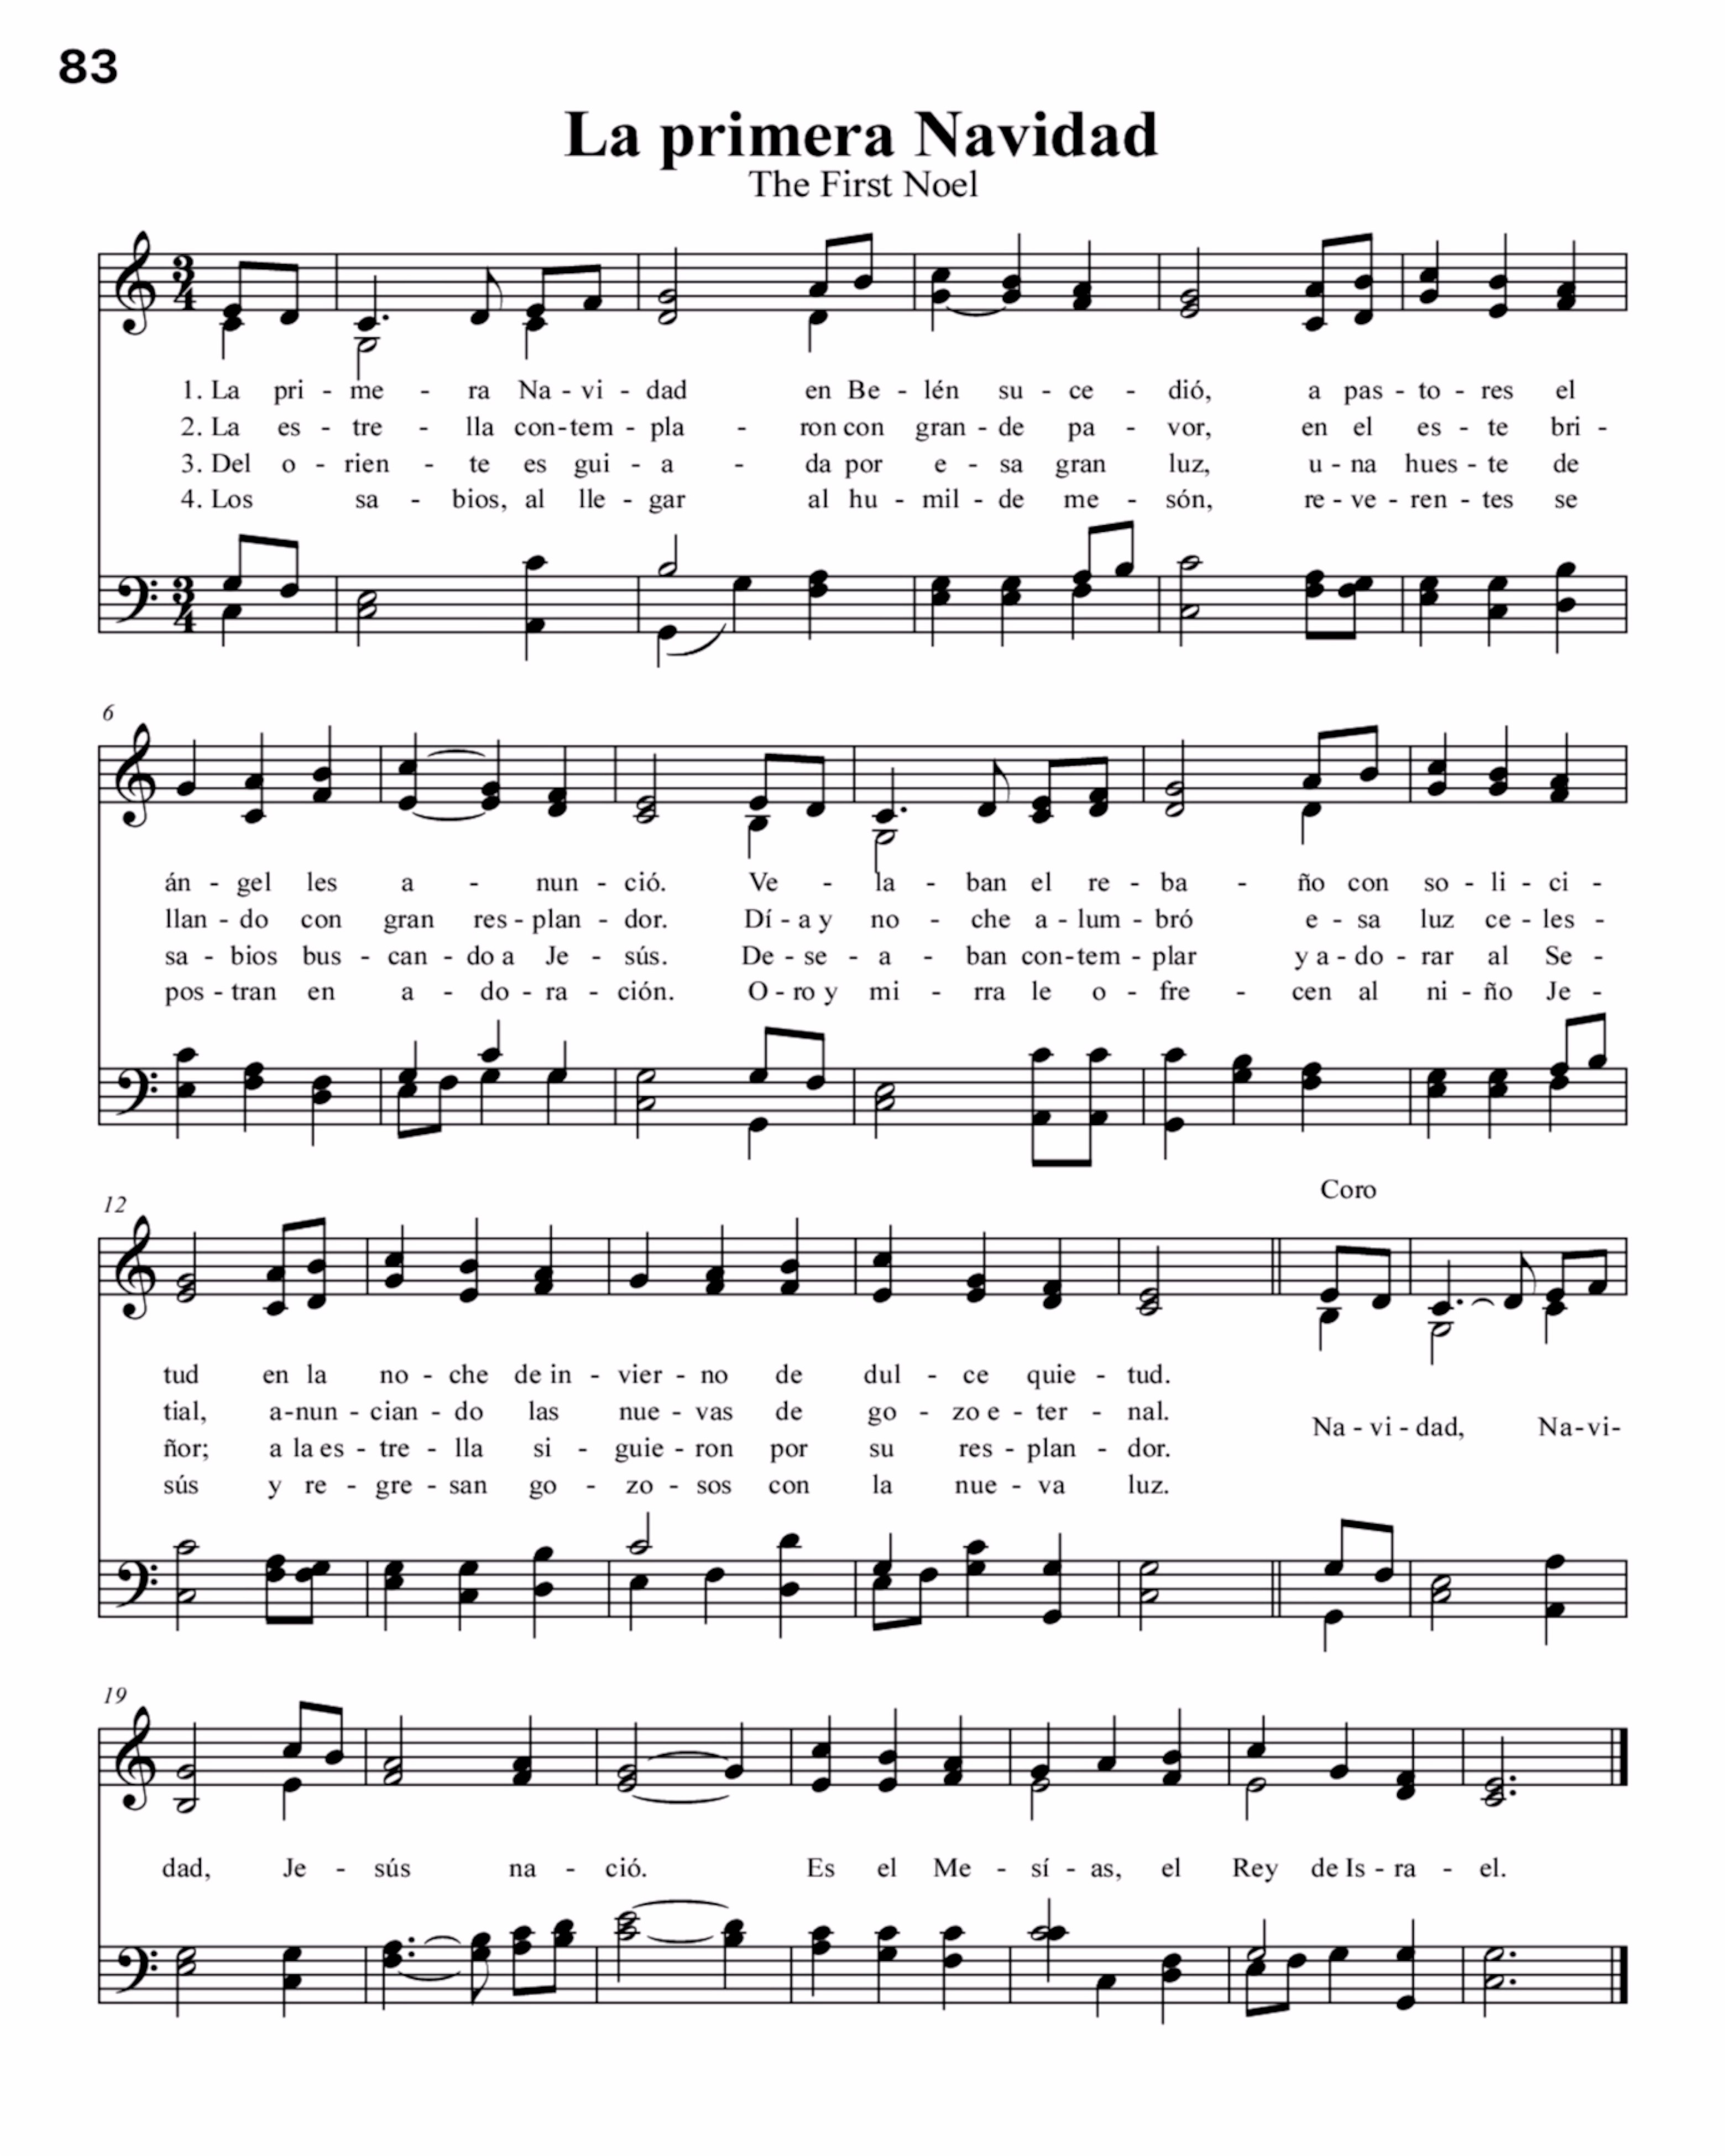 83
La primera Navidad
The First Noel
1. La pri - me - ra Na - vi - dad en Be - lén su - ce - dió, a pas - to - res el
2. La es - tre - lla con-tem - pla - ron con gran - de pa - vor, en el es - te bri -
3. Del o - rien - te es gui - a - da por e - sa gran luz, u - na hues - te de
4. Los sa - bios, al lle - gar al hu - mil - de me - són, re - ve - ren - tes se
6
án - gel les a - nun - ció. Ve - la - ban el re - ba - ño con so - li - ci -
llan - do con gran res - plan - dor. Dí - a y no - che a - lum - bró e - sa luz ce - les -
sa - bios bus - can - do a Je - sús. De - se - a - ban con-tem - plar y a - do - rar al Se -
pos - tran en a - do - ra - ción. O - ro y mi - rra le o - fre - cen al ni - ño Je -
12
Coro
tud en la no - che de in - vier - no de dul - ce quie - tud.
tial, a-nun - cian - do las nue - vas de go - zo e - ter - nal.
Na - vi - dad, Na-vi-
ñor; a la es - tre - lla si - guie - ron por su res - plan - dor.
sús y re - gre - san go - zo - sos con la nue - va luz.
19
dad, Je - sús na - ció. Es el Me - sí - as, el Rey de Is - ra - el.